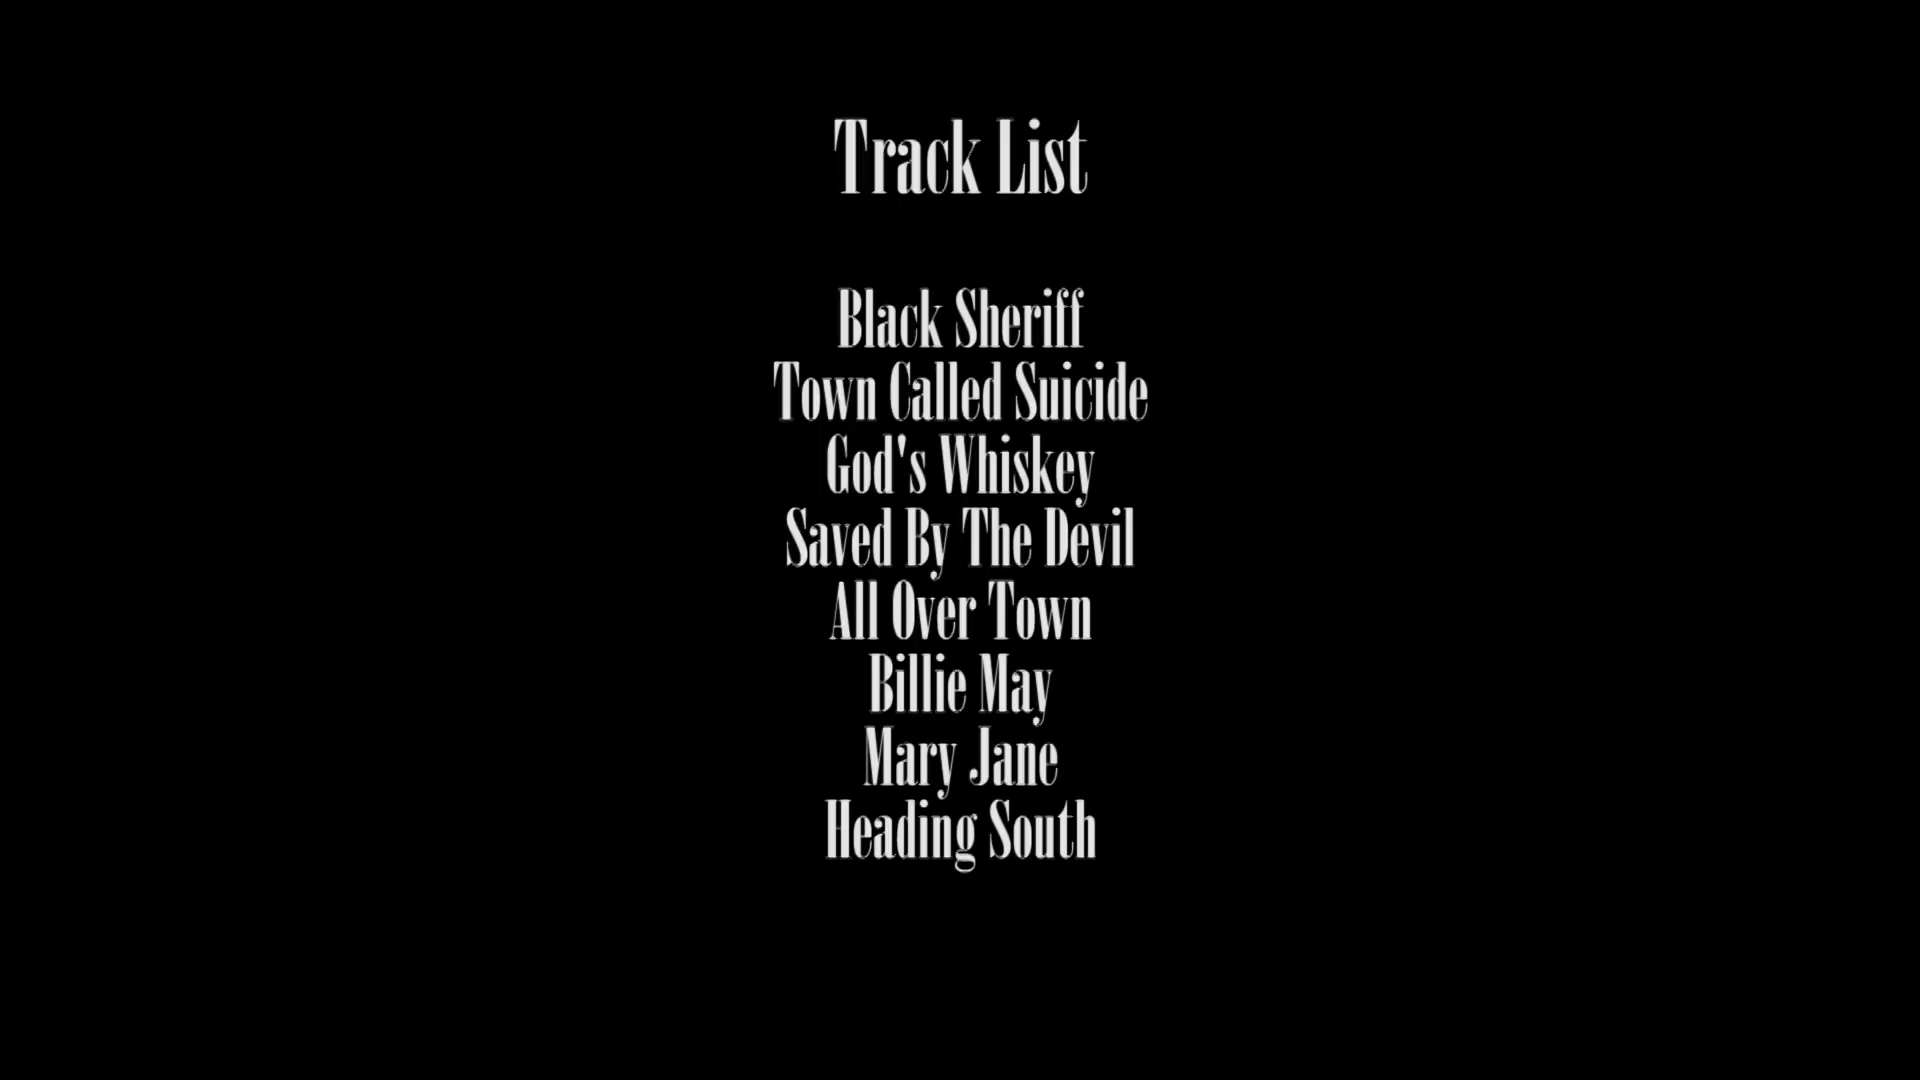 Track List
Black Sheriff
Town Called Suicide
God's Whiskey
Saved By The Devil
All Over Town
Billie May
Mary Jane
Heading South